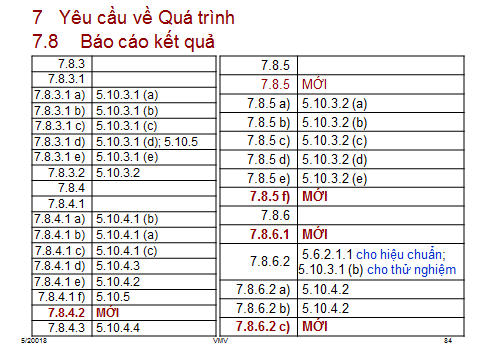 7 Yêu cầu về Quá trình
7.8 Báo cáo kết quả
7.8.3
7.8.3.1
7.8.3.1 a) 5.10.3.1 (a)
7.8.3.1 b) 5.10.3.1 (b)
7.8.3.1 c) 5.10.3.1 (c)
7.8.3.1 d) 5.10.3.1 (d); 5.10.5
7.8.3.1 e) 5.10.3.1 (e)
7.8.3.2 5.10.3.2
7.8.4
7.8.4.1
7.8.4.1 a) 5.10.4.1 (b)
7.8.4.1 b) 5.10.4.1 (a)
7.8.4.1 c) 5.10.4.1 (c)
7.8.4.1 d) 5.10.4.3
7.8.4.1 e) 5.10.4.2
7.8.4.1 f) 5.10.5
7.8.4.2 MỚI
7.8.4.3 5.10.4.4
7.8.5
7.8.5 MỚI
7.8.5 a) 5.10.3.2 (a)
7.8.5 b) 5.10.3.2 (b)
7.8.5 c) 5.10.3.2 (c)
7.8.5 d) 5.10.3.2 (d)
7.8.5 e) 5.10.3.2 (e)
7.8.5 f) MỚI
7.8.6
7.8.6.1 MỚI
7.8.6.2 5.6.2.1.1 cho hiệu chuẩn;
5.10.3.1 (b) cho thử nghiệm
7.8.6.2 a) 5.10.4.2
7.8.6.2 b) 5.10.4.2
7.8.6.2 c) MỚI
5/20018 VMV 84